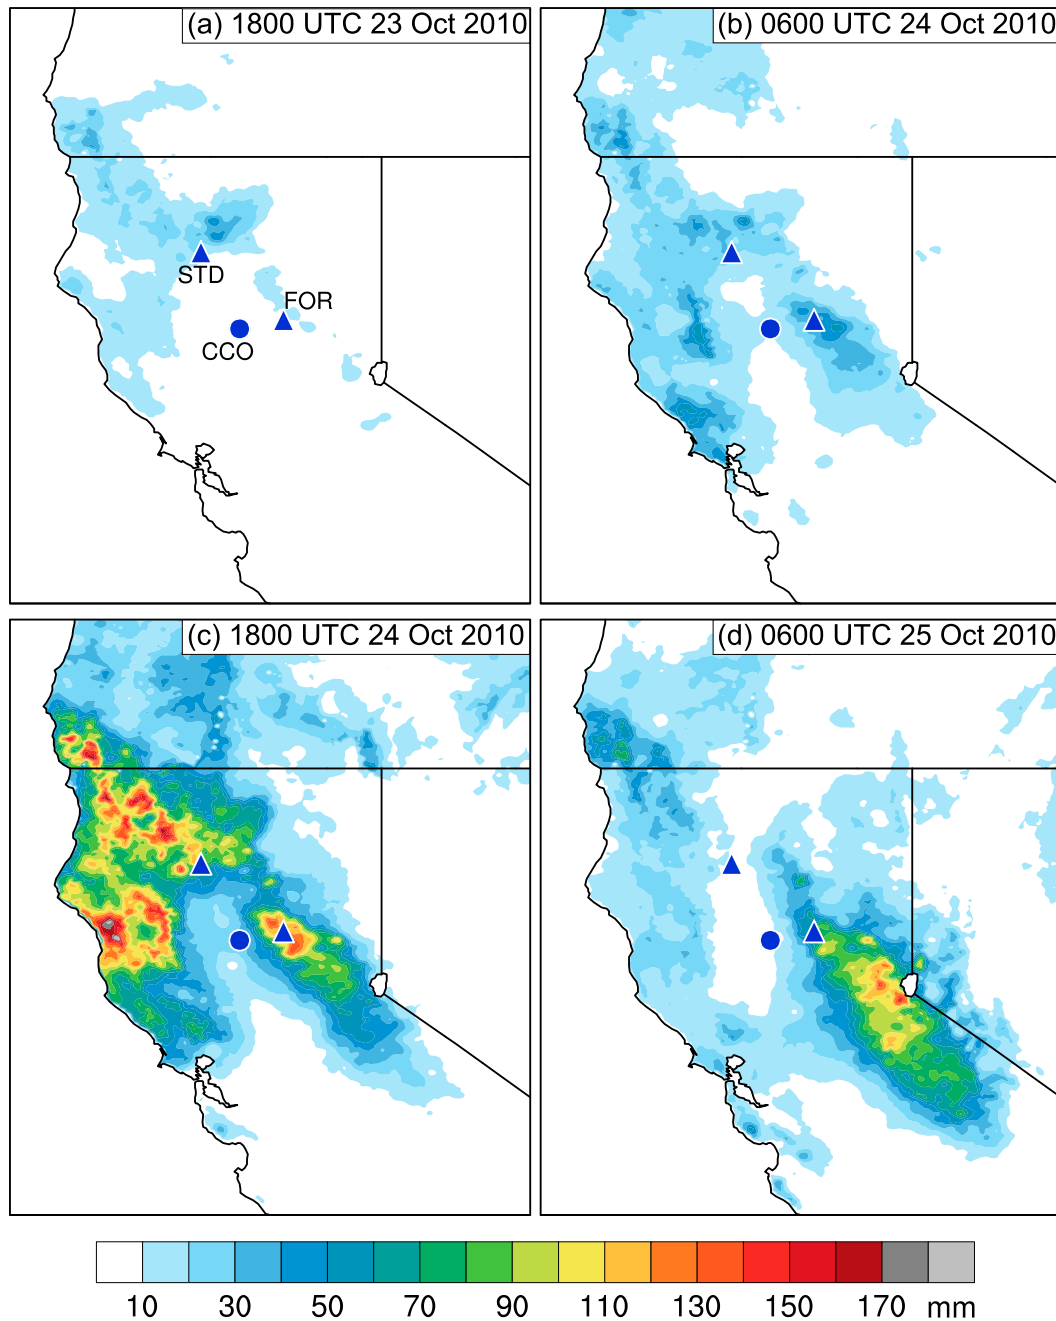 (a) 1800 UTC 23 Oct 2010
(b) 0600 UTC 24 Oct 2010
STD
FOR
CCO
(c) 1800 UTC 24 Oct 2010
(d) 0600 UTC 25 Oct 2010
10 30 50 70 90 110 130 150 170 mm